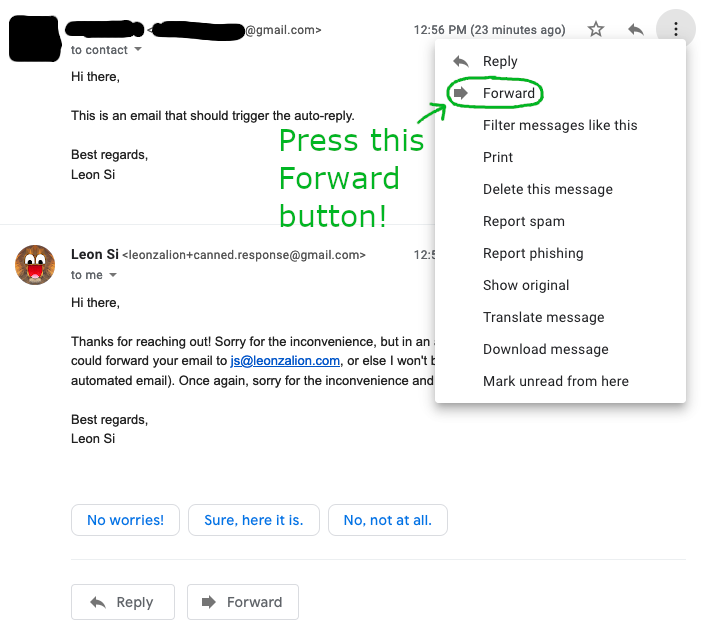 <@gmail.com> 12:56 PM (23 minutes ago)
to contact
Hi there,
This is an email that should trigger the auto-reply.
Best regards,
Leon Si
Reply
Forward
Filter messages like this
Print
Delete this message
Report spam
Report phishing
Show original
Translate message
Download message
Mark unread from here
Press this
Forward
button!
Leon Si <leonzalion+canned.response@gmail.com> 12:5
to me
Hi there,
Thanks for reaching out! Sorry for the inconvenience, but in an
could forward your email to js@leonzalion.com, or else I won't
automated email). Once again, sorry for the inconvenience and
Best regards,
Leon Si
No worries! Sure, here it is. No, not at all.
Reply Forward